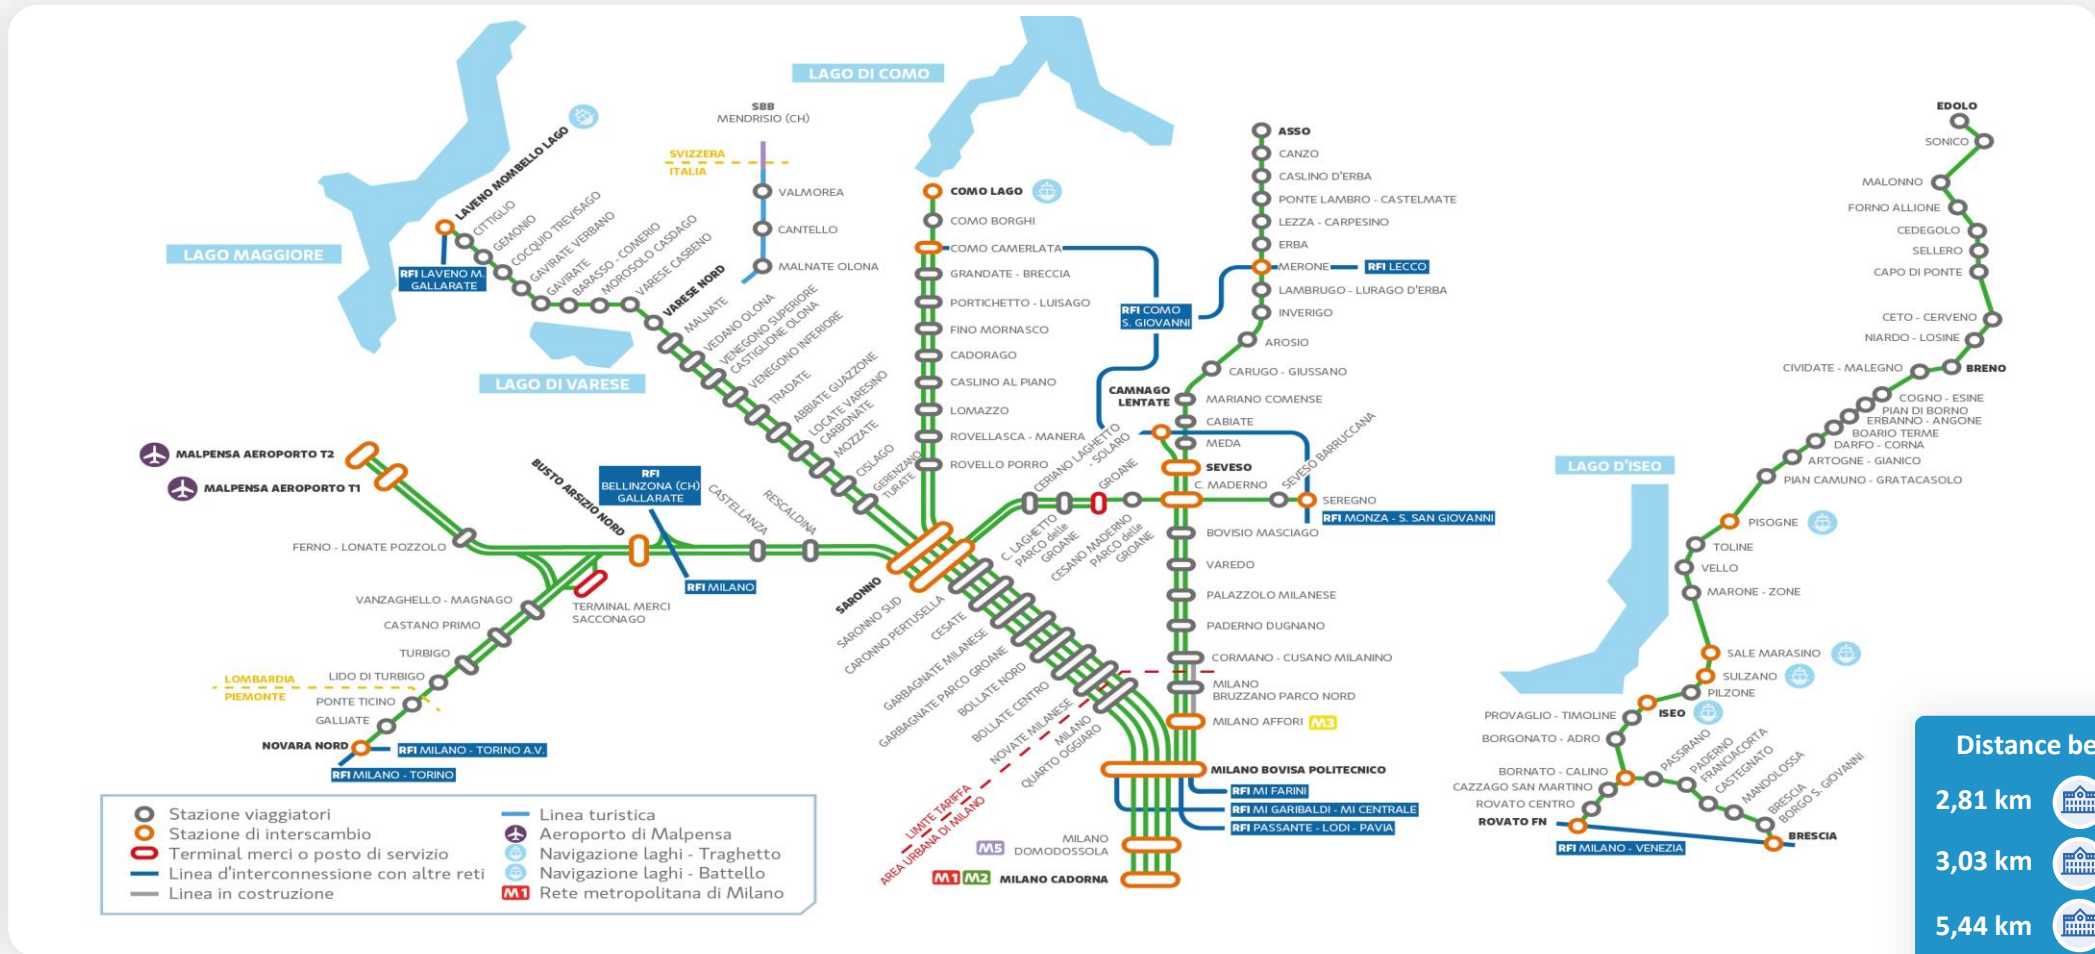 LAGO MAGGIORE
LAGO DI VARESE
LAGO DI COMO
LAGO D'ISEO
SBB
MENDRISIO (CH)
SVIZZERA
ITALIA
VALMOREA
CANTELLO
MALNATE OLONA
LAVENO MOMBELLO LAGO
RFI LAVENO M.
GALLARATE
CITTIGLIO
GEMONIO
COCQUIO TREVISAGO
GAVIRATE VERBANO
GAVIRATE
BARASSO - COMERIO
MOROSOLO CASDAGO
VARESE CASBENO
VARESE NORD
MALNATE
VEDANO OLONA
VENEGONO SUPERIORE
CASTIGLIONE OLONA
VENEGONO INFERIORE
TRADATE
ABBIATE GUAZZONE
LOCATE VARESINO
CARBONATE
MOZZATE
CISLAGO
GERENZANO
TURATE
COMO LAGO
COMO BORGHI
COMO CAMERLATA
GRANDATE - BRECCIA
PORTICHETTO - LUISAGO
FINO MORNASCO
CADORAGO
CASLINO AL PIANO
LOMAZZO
ROVELLASCA - MANERA
ROVELLO PORRO
RFI COMO
S. GIOVANNI
ASSO
CANZO
CASLINO D'ERBA
PONTE LAMBRO - CASTELMATE
LEZZA - CARPESINO
ERBA
MERONE
RFI LECCO
LAMBRUGO - LURAGO D'ERBA
INVERIGO
AROSIO
CARUGO - GIUSSANO
CAMNAGO
LENTATE
MARIANO COMENSE
CABIATE
MEDA
SEVESO
C. MADERNO
SEVESO BARRUCCANA
SEREGNO
RFI MONZA - S. SAN GIOVANNI
BOVISIO MASCIAGO
VAREDO
PALAZZOLO MILANESE
PADERNO DUGNANO
CORMANO - CUSANO MILANINO
MILANO
BRUZZANO PARCO NORD
MILANO AFFORI M3
MILANO BOVISA POLITECNICO
RFI MI FARINI
RFI MI GARIBALDI - MI CENTRALE
RFI PASSANTE - LODI - PAVIA
M5
MILANO
DOMODOSSOLA
M1 M2 MILANO CADORNA
CERIANO LAGHETTO
- SOLARO
GROANE
C. LAGHETTO
PARCO delle
GROANE
CESANO MADERNO
PARCO delle
GROANE
MALPENSA AEROPORTO T2
MALPENSA AEROPORTO T1
FERNO - LONATE POZZOLO
BUSTO ARSIZIO NORD
RFI
BELLINZONA (CH)
GALLARATE
RFI MILANO
CASTELLANZA
RESCALDINA
TERMINAL MERCI
SACCONAGO
VANZAGHELLO - MAGNAGO
CASTANO PRIMO
TURBIGO
LIDO DI TURBIGO
LOMBARDIA
PIEMONTE
PONTE TICINO
GALLIATE
NOVARA NORD
RFI MILANO - TORINO A.V.
RFI MILANO - TORINO
SARONNO
SARONNO SUD
CARONNO PERTUSELLA
CESATE
GARBAGNATE MILANESE
GARBAGNATE PARCO GROANE
BOLLATE NORD
BOLLATE CENTRO
NOVATE MILANESE
MILANO
QUARTO OGGIARO
LIMITE TARIFFA
AREA URBANA DI MILANO
EDOLO
SONICO
MALONNO
FORNO ALLIONE
CEDEGOLO
SELLERO
CAPO DI PONTE
CETO - CERVENO
NIARDO - LOSINE
BRENO
CIVIDATE - MALEGNO
COGNO - ESINE
PIAN DI BORNO
ERBANNO - ANGONE
BOARIO TERME
DARFO - CORNA
ARTOGNE - GIANICO
PIAN CAMUNO - GRATACASOLO
PISOGNE
TOLINE
VELLO
MARONE - ZONE
SALE MARASINO
SULZANO
PILZONE
ISEO
PROVAGLIO - TIMOLINE
BORGONATO - ADRO
BORNATO - CALINO
CAZZAGO SAN MARTINO
ROVATO CENTRO
ROVATO FN
RFI MILANO - VENEZIA
PASSIRANO
PADERNO
FRANCIACORTA
CASTEGNATO
MANDOLOSSA
BRESCIA
BORGO S. GIOVANNI
BRESCIA
Stazione viaggiatori
Stazione di interscambio
Terminal merci o posto di servizio
Linea d'interconnessione con altre reti
Linea in costruzione
Linea turistica
Aeroporto di Malpensa
Navigazione laghi - Traghetto
Navigazione laghi - Battello
M1 Rete metropolitana di Milano
Distance be
2,81 km
3,03 km
5,44 km